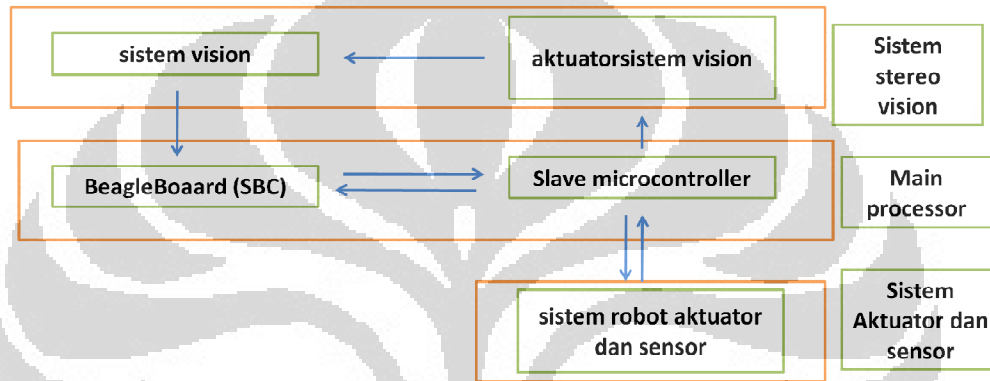 sistem vision
aktuatorsistem vision
Sistem
stereo
vision
BeagleBoaard (SBC)
Slave microcontroller
Main
processor
sistem robot aktuator
dan sensor
Sistem
Aktuator dan
sensor